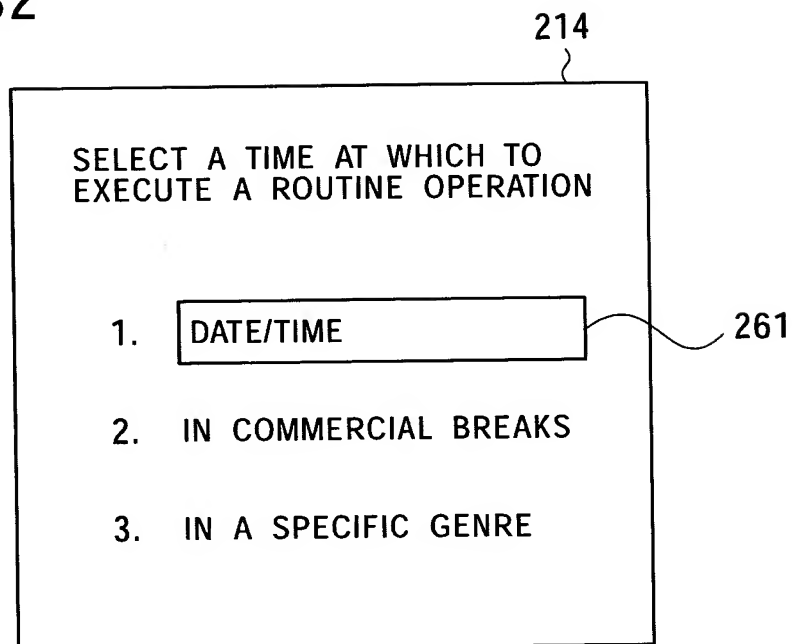 214
SELECT A TIME AT WHICH TO
EXECUTE A ROUTINE OPERATION
1. DATE/TIME
261
2. IN COMMERCIAL BREAKS
3. IN A SPECIFIC GENRE